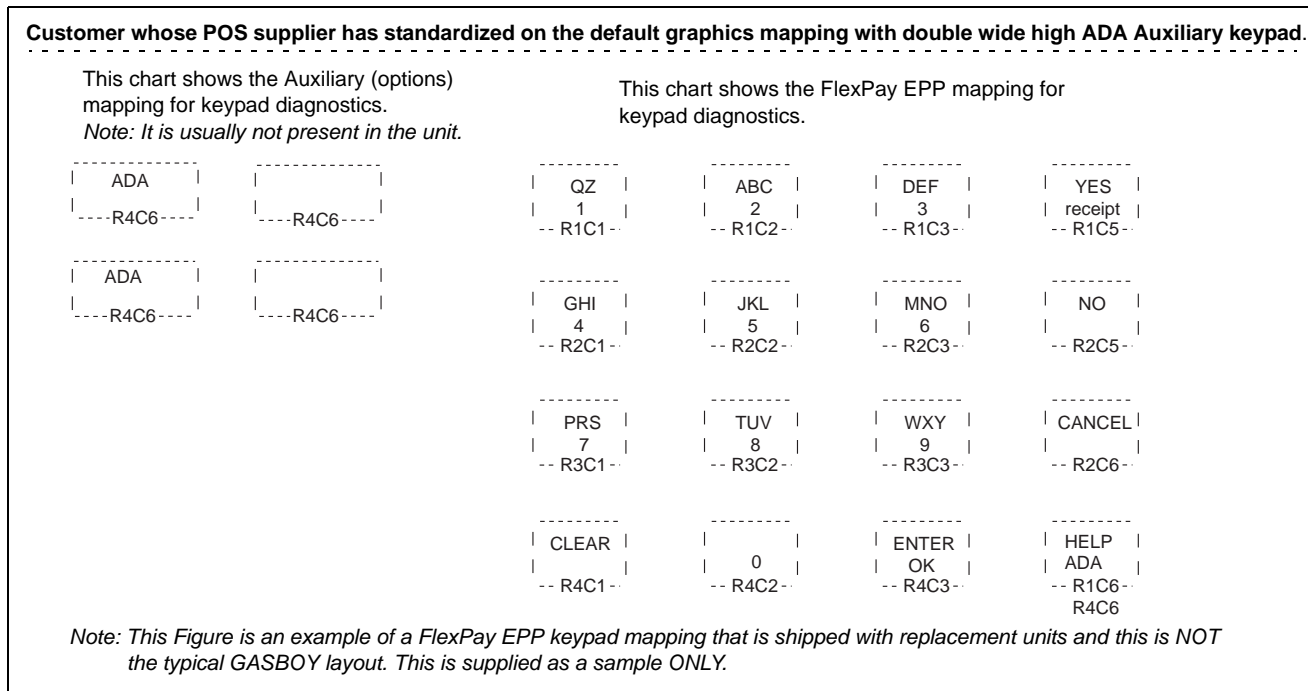 Customer whose POS supplier has standardized on the default graphics mapping with double wide high ADA Auxiliary keypad.
This chart shows the Auxiliary (options)
mapping for keypad diagnostics.
Note: It is usually not present in the unit.
ADA
R4C6
R4C6
ADA
R4C6
R4C6
This chart shows the FlexPay EPP mapping for
keypad diagnostics.
QZ
1
R1C1
ABC
2
R1C2
DEF
3
R1C3
YES
receipt
R1C5
GHI
4
R2C1
JKL
5
R2C2
MNO
6
R2C3
NO
R2C5
PRS
7
R3C1
TUV
8
R3C2
WXY
9
R3C3
CANCEL
R2C6
CLEAR
R4C1
0
R4C2
ENTER
OK
R4C3
HELP
ADA
R1C6
R4C6
Note: This Figure is an example of a FlexPay EPP keypad mapping that is shipped with replacement units and this is NOT
the typical GASBOY layout. This is supplied as a sample ONLY.